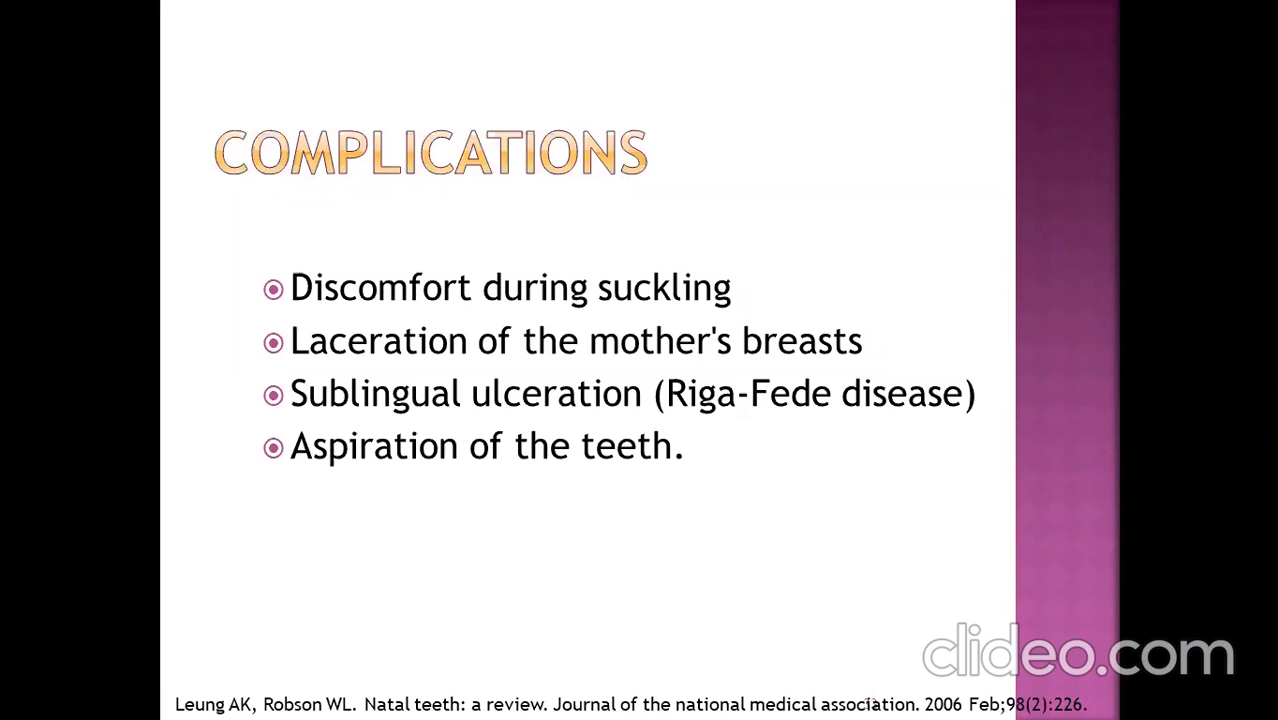 COMPLICATIONS
Discomfort during suckling
Laceration of the mother's breasts
Sublingual ulceration (Riga-Fede disease)
Aspiration of the teeth.
clideo.com
Leung AK, Robson WL. Natal teeth: a review. Journal of the national medical association. 2006 Feb;98(2):226.